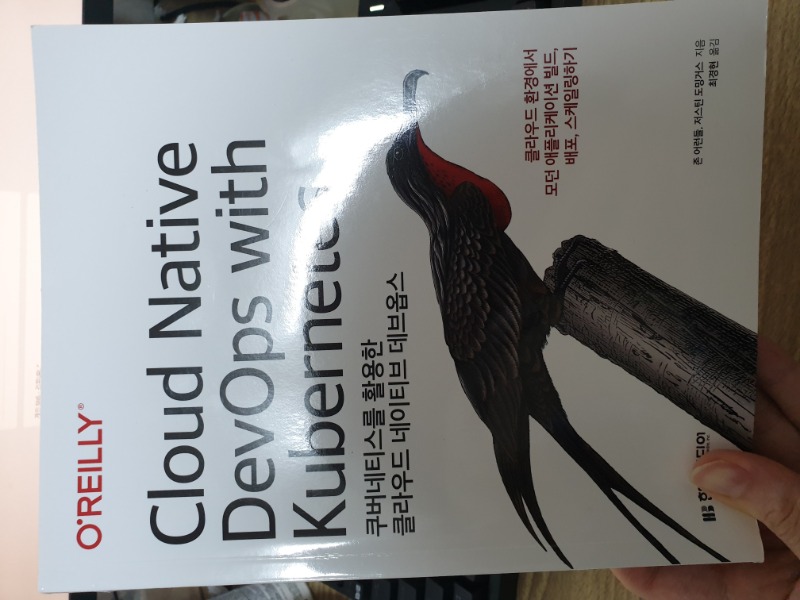 O'REILLY®
Cloud Native
DevOps with
Kubernetes
쿠버네티스를 활용한
클라우드 네이티브 데브옵스
클라우드 환경에서
모던 애플리케이션 빌드,
배포, 스케일링하기
존 어런들, 저스틴 도밍거스 지음
최경현 옮김